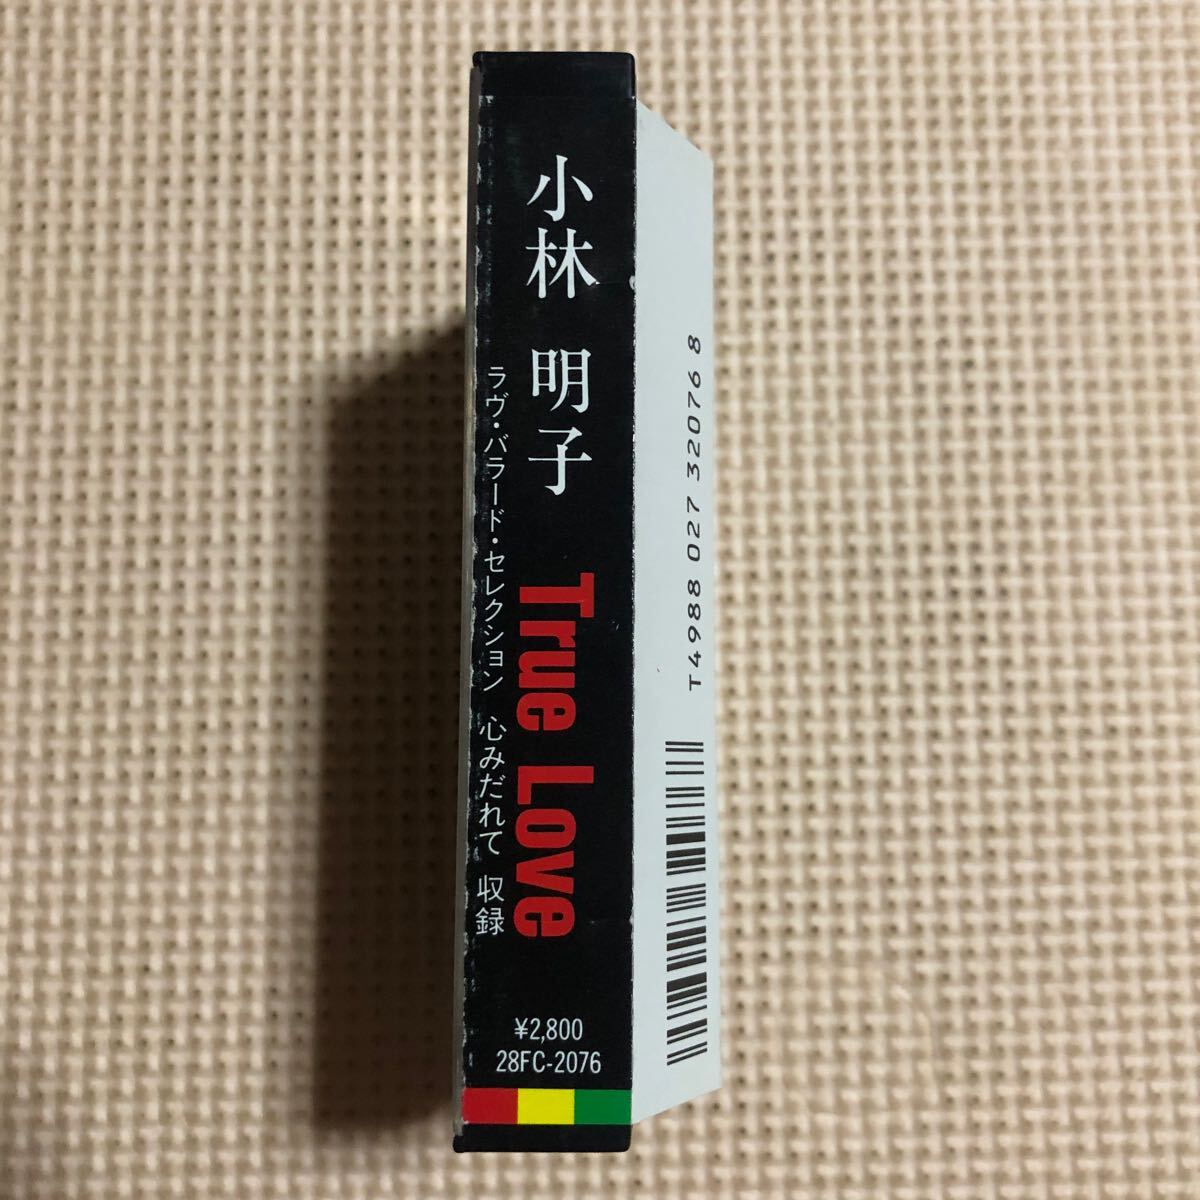 小林 明子
True Love
ラヴ・バラード・セレクション 心みだれて 収録
¥2,800
28FC-2076
T4988 027 32076 8